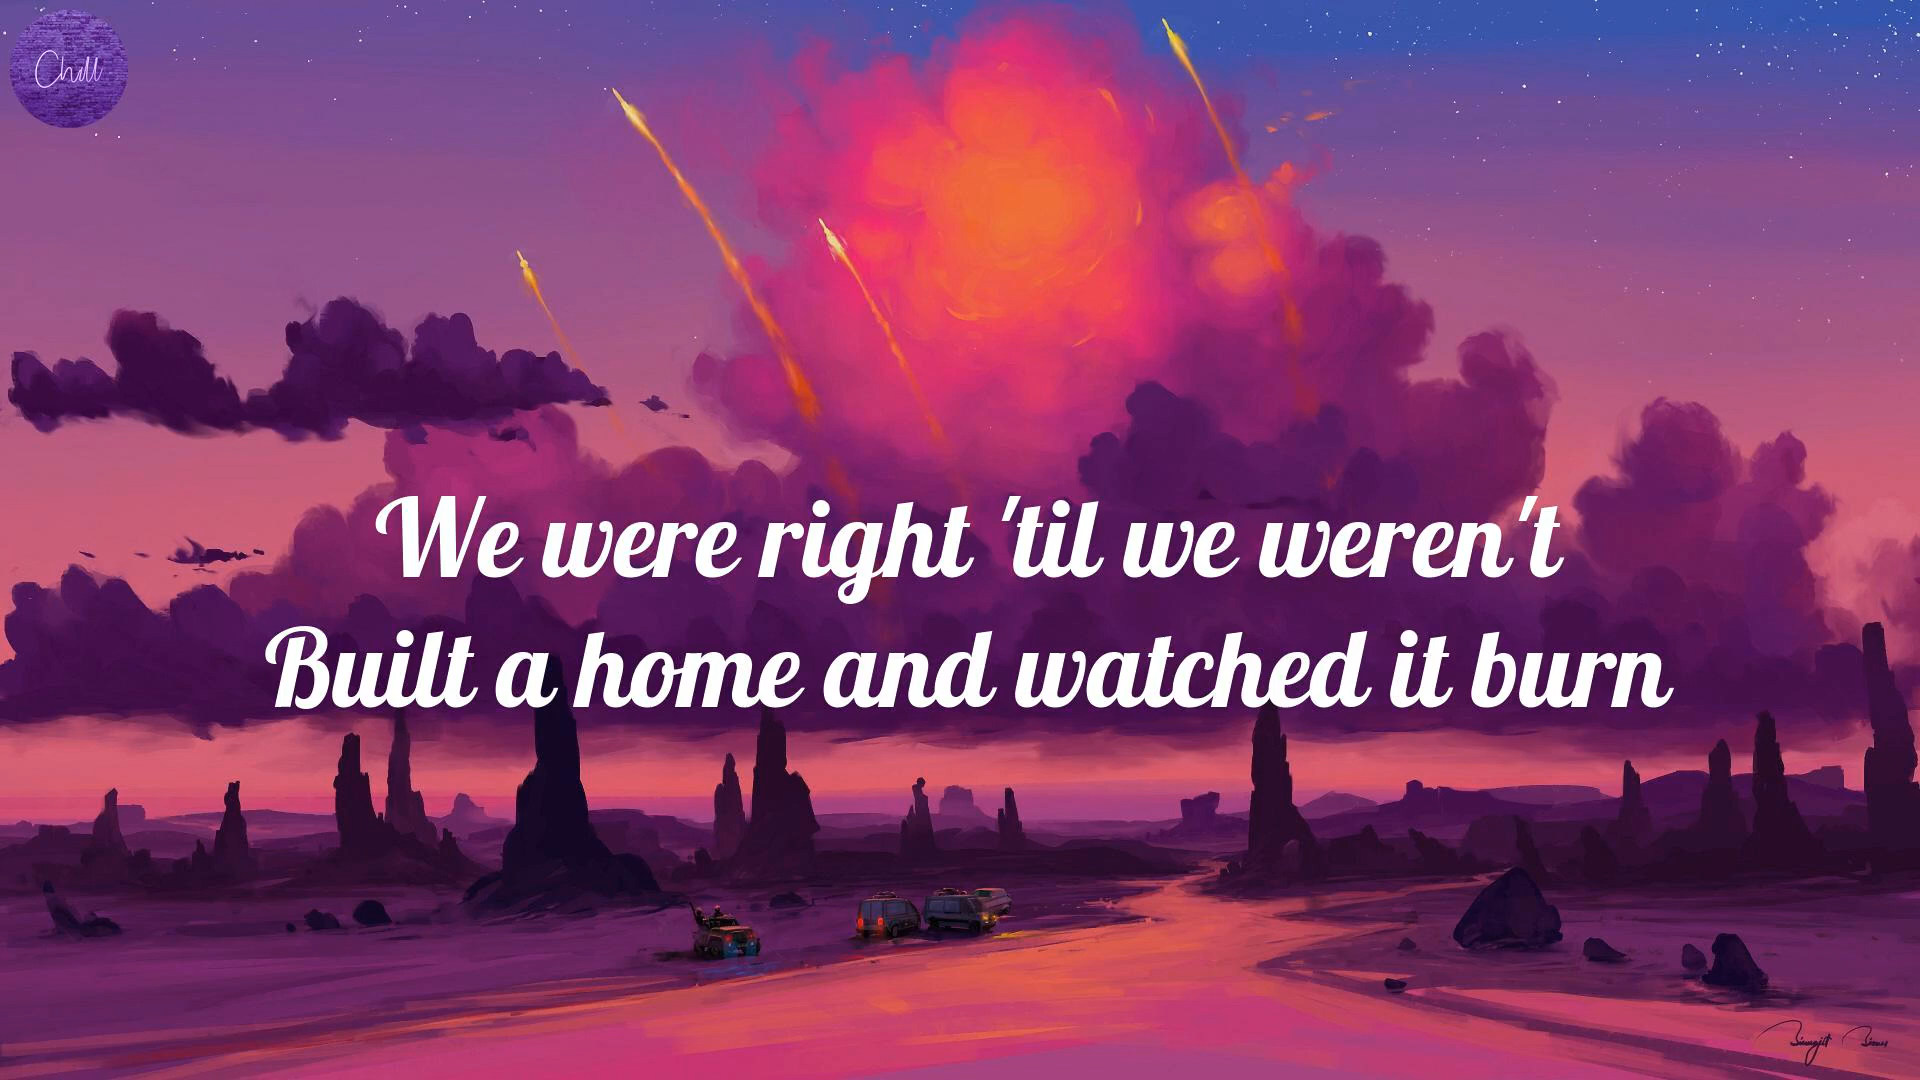 Chill
We were right 'til we weren't
Built a home and watched it burn